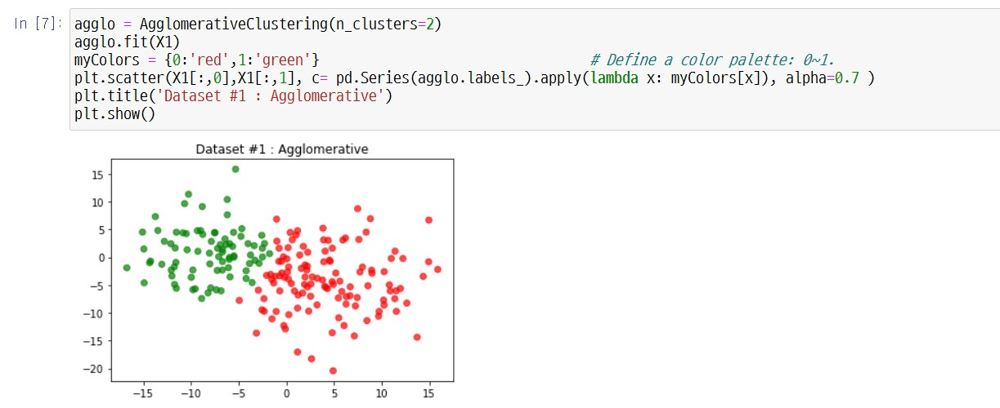 In [7]:
agglo = AgglomerativeClustering(n_clusters=2)
agglo.fit(X1)
myColors = {0:'red',1:'green'} # Define a color palette: 0~1.
plt.scatter(X1[:,0],X1[:,1], c= pd.Series(agglo.labels_).apply(lambda x: myColors[x]), alpha=0.7 )
plt.title('Dataset #1 : Agglomerative')
plt.show()
Dataset #1 : Agglomerative
15
10
5
0
−5
−10
−15
−20
−15 −10 −5 0 5 10 15